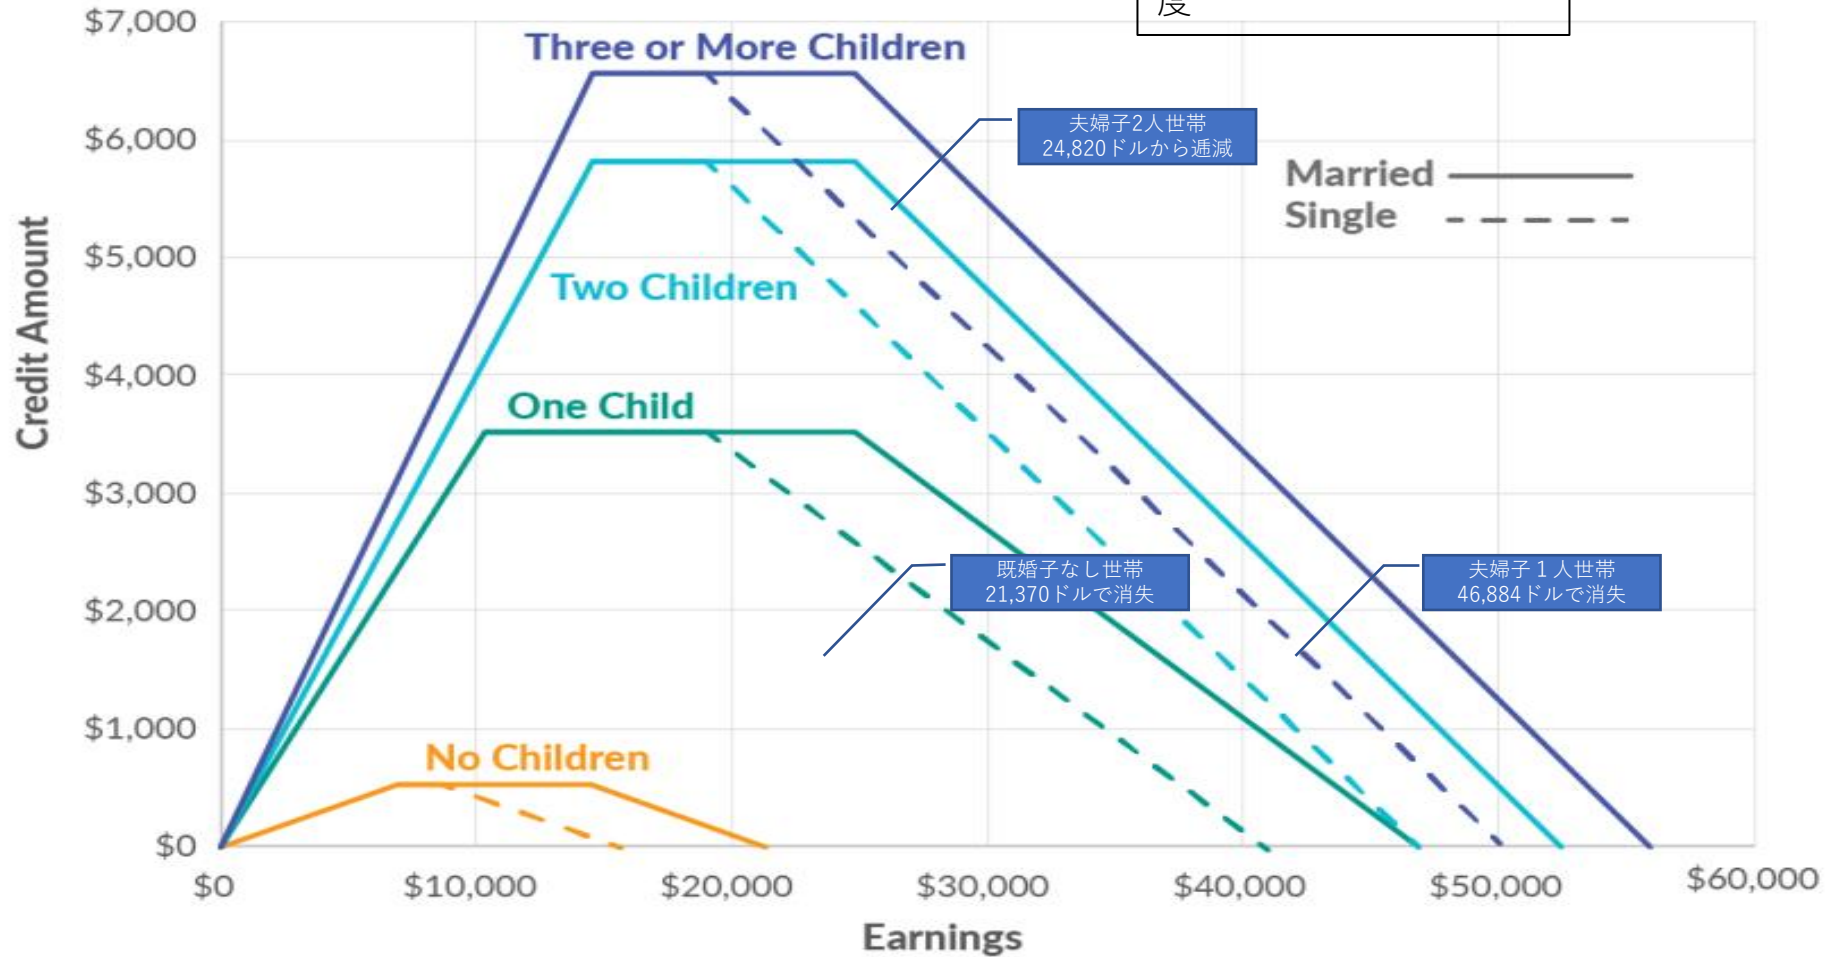 度
$7,000
Three or More Children
$6,000
夫婦子2人世帯
24,820ドルから逓減
Married
Single
$5,000
Two Children
Credit Amount
$4,000
One Child
$3,000
既婚子なし世帯
21,370ドルで消失
夫婦子１人世帯
46,884ドルで消失
$2,000
$1,000
No Children
$0
$0
$10,000
$20,000
$30,000
$40,000
$50,000
$60,000
Earnings